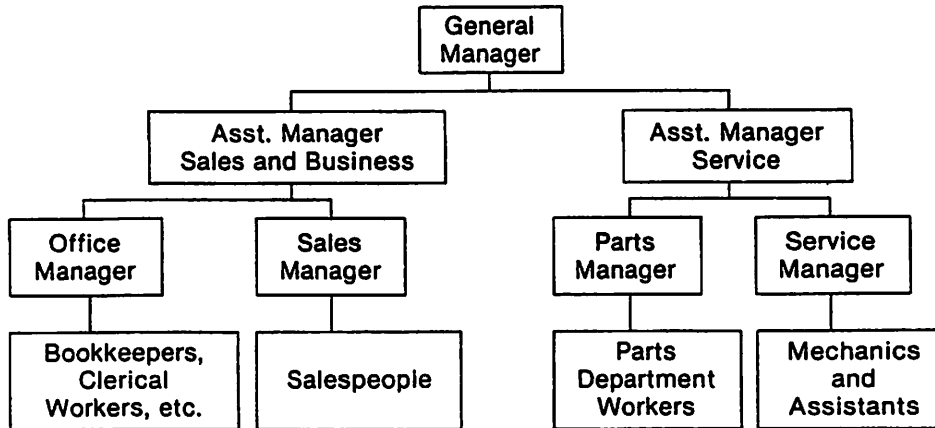 General
Manager
Asst. Manager
Sales and Business
Asst. Manager
Service
Office
Manager
Sales
Manager
Parts
Manager
Service
Manager
Bookkeepers,
Clerical
Workers, etc.
Salespeople
Parts
Department
Workers
Mechanics
and
Assistants